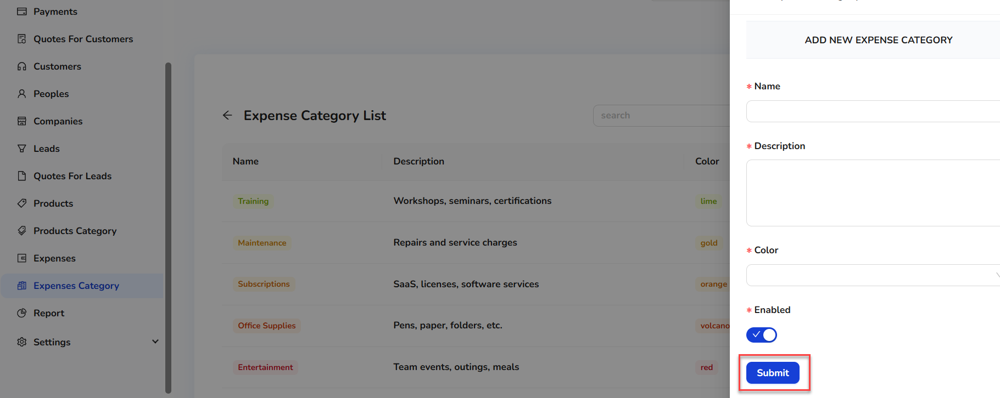 Payments
Quotes For Customers
Customers
Peoples
Companies
Leads
Quotes For Leads
Products
Products Category
Expenses
Expenses Category
Report
Settings
Expense Category List
search
Name Description Color
Training Workshops, seminars, certifications lime
Maintenance Repairs and service charges gold
Subscriptions SaaS, licenses, software services orange
Office Supplies Pens, paper, folders, etc. volcano
Entertainment Team events, outings, meals red
ADD NEW EXPENSE CATEGORY
* Name
* Description
* Color
* Enabled
Submit